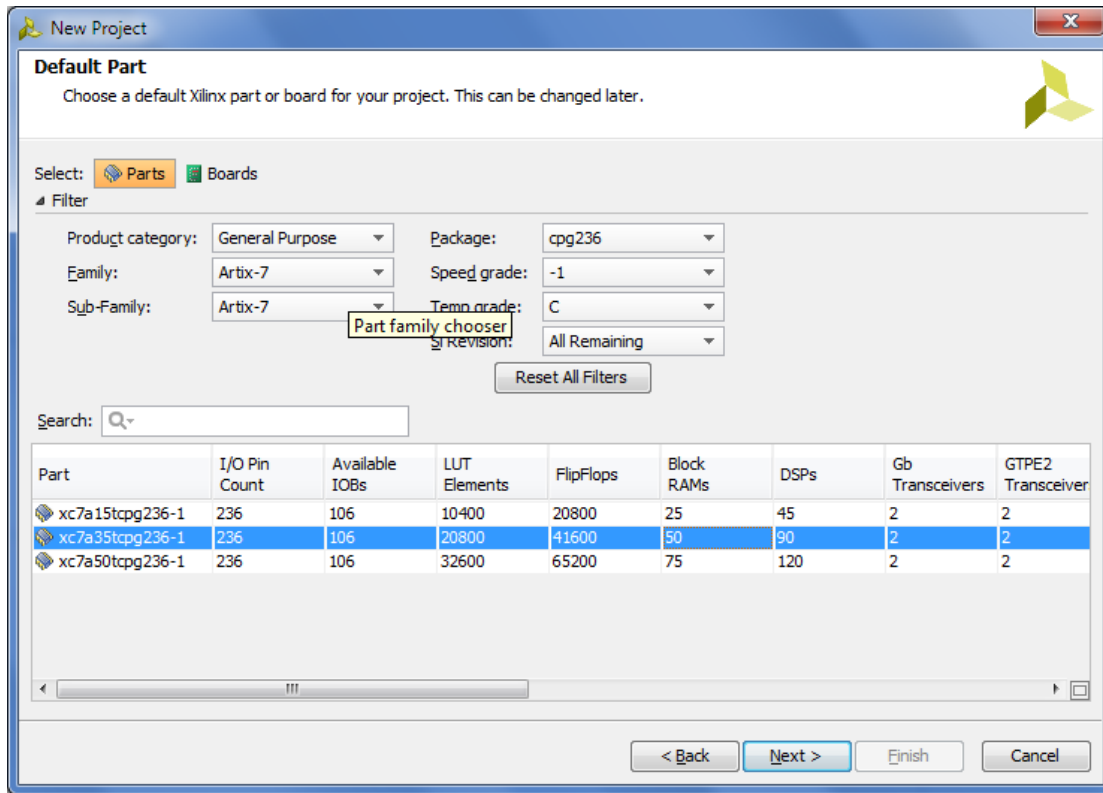 New Project
Default Part
Choose a default Xilinx part or board for your project. This can be changed later.
Select: Parts Boards
Filter
Product category: General Purpose Package: cpg236
Family: Artix-7 Speed grade: -1
Sub-Family: Artix-7 Temp grade: C
Part family chooser
Si Revision: All Remaining
Reset All Filters
Search:
Part I/O Pin Count Available IOBs LUT Elements FlipFlops Block RAMs DSPs Gb Transceivers GTPE2 Transceiver
xc7a15tcpg236-1 236 106 10400 20800 25 45 2 2
xc7a35tcpg236-1 236 106 20800 41600 50 90 2 2
xc7a50tcpg236-1 236 106 32600 65200 75 120 2 2
< Back Next > Finish Cancel